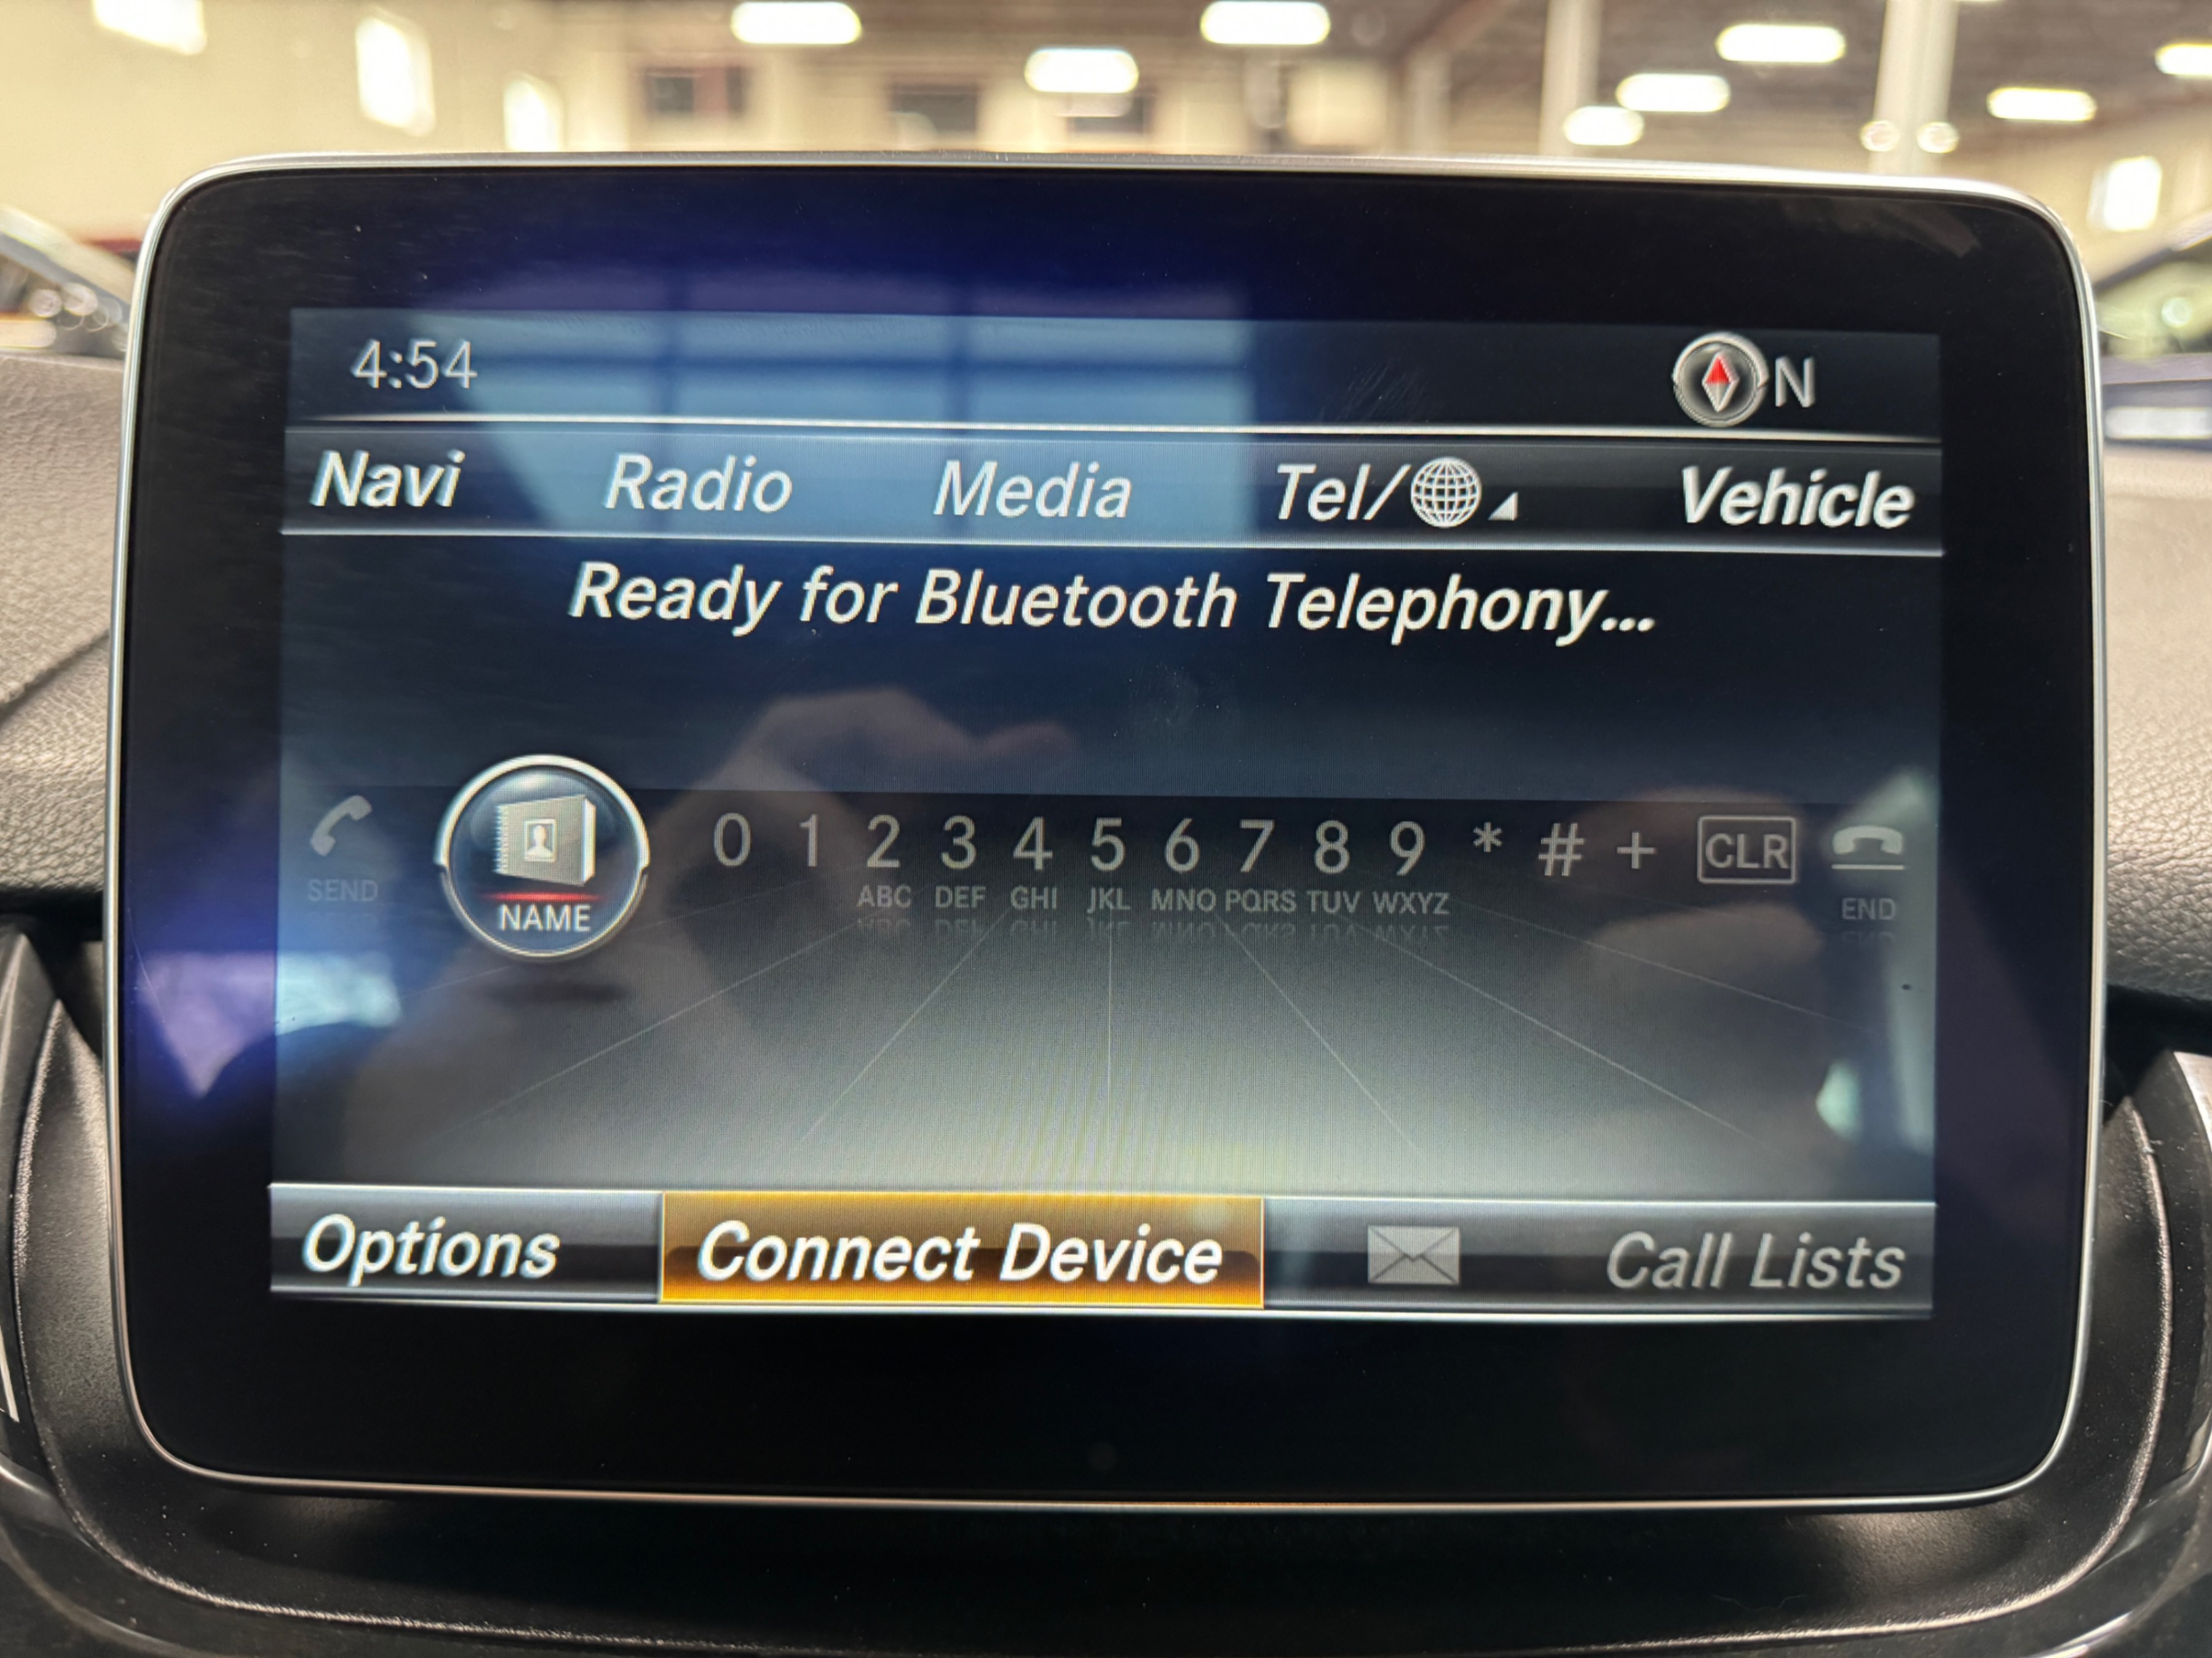 4:54 N
Navi Radio Media Tel/ Vehicle
Ready for Bluetooth Telephony...
SEND NAME 0 1 2 3 4 5 6 7 8 9 * # + CLR END
ABC DEF GHI JKL MNO PQRS TUV WXYZ
Options Connect Device Call Lists